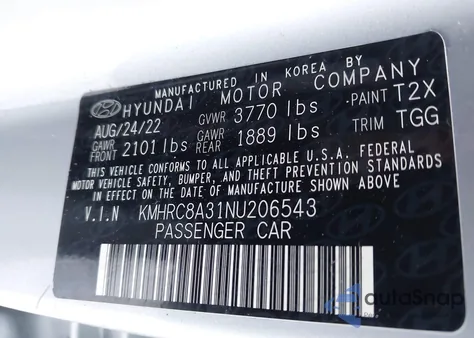 MANUFACTURED IN KOREA BY
HYUNDAI MOTOR COMPANY
AUG/24/22 GVWR 3770 lbs PAINT T2X
GAWR FRONT 2101 lbs GAWR REAR 1889 lbs TRIM TGG
THIS VEHICLE CONFORMS TO ALL APPLICABLE U.S.A. FEDERAL
MOTOR VEHICLE SAFETY, BUMPER, AND THEFT PREVENTION STANDARDS
IN EFFECT ON THE DATE OF MANUFACTURE SHOWN ABOVE.
V.I.N KMHRC8A31NU206543
PASSENGER CAR
autoSnap